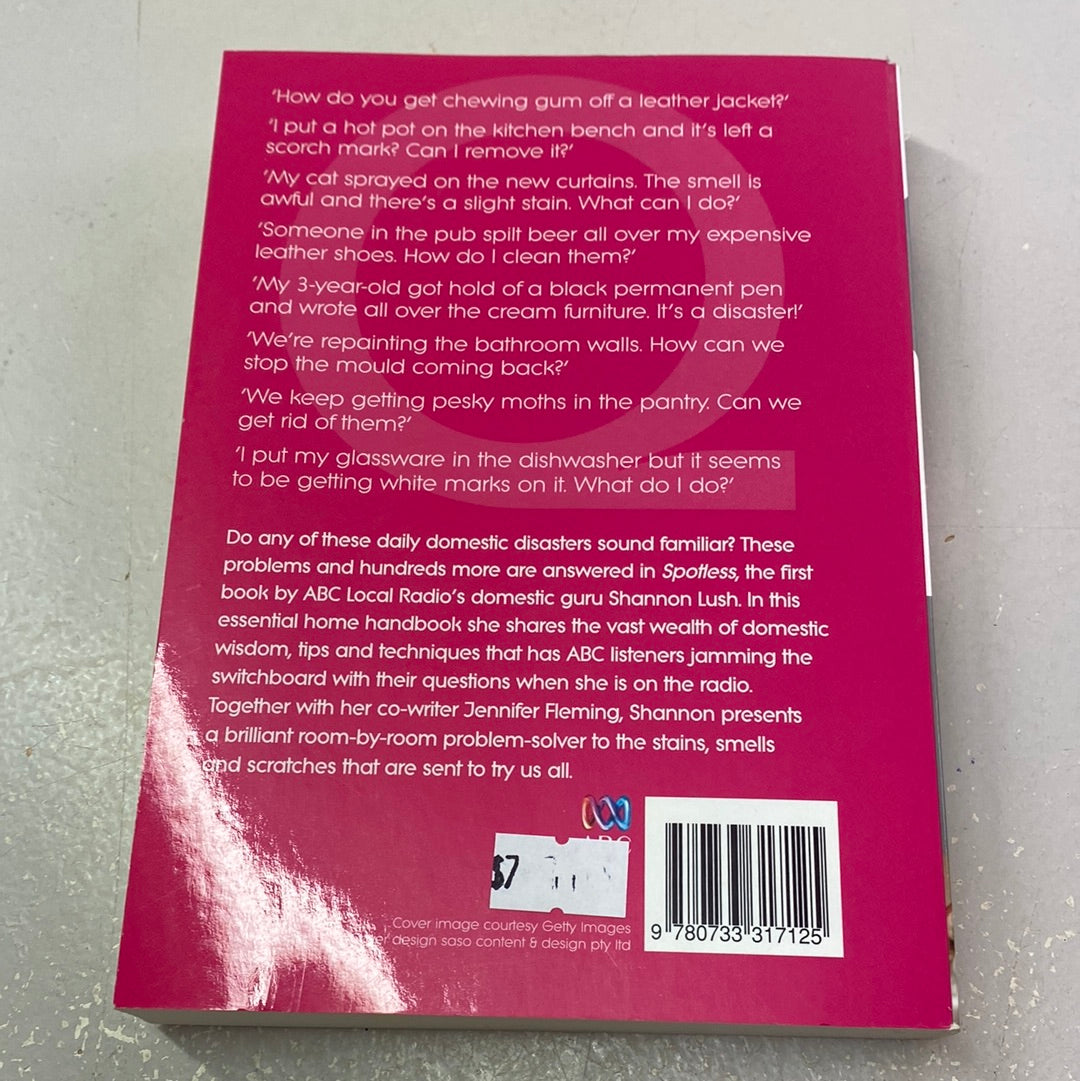 'How do you get chewing gum off a leather jacket?'
'I put a hot pot on the kitchen bench and it's left a
scorch mark? Can I remove it?'
'My cat sprayed on the new curtains. The smell is
awful and there's a slight stain. What can I do?'
'Someone in the pub spilt beer all over my expensive
leather shoes. How do I clean them?'
'My 3-year-old got hold of a black permanent pen
and wrote all over the cream furniture. It's a disaster!'
'We're repainting the bathroom walls. How can we
stop the mould coming back?'
'We keep getting pesky moths in the pantry. Can we
get rid of them?'
'I put my glassware in the dishwasher but it seems
to be getting white marks on it. What do I do?'
Do any of these daily domestic disasters sound familiar? These
problems and hundreds more are answered in Spotless, the first
book by ABC Local Radio's domestic guru Shannon Lush. In this
essential home handbook she shares the vast wealth of domestic
wisdom, tips and techniques that has ABC listeners jamming the
switchboard with their questions when she is on the radio.
Together with her co-writer Jennifer Fleming, Shannon presents
a brilliant room-by-room problem-solver to the stains, smells
and scratches that are sent to try us all.
$7
Cover image courtesy Getty Images
design saso content & design pty ltd
9 780733 317125